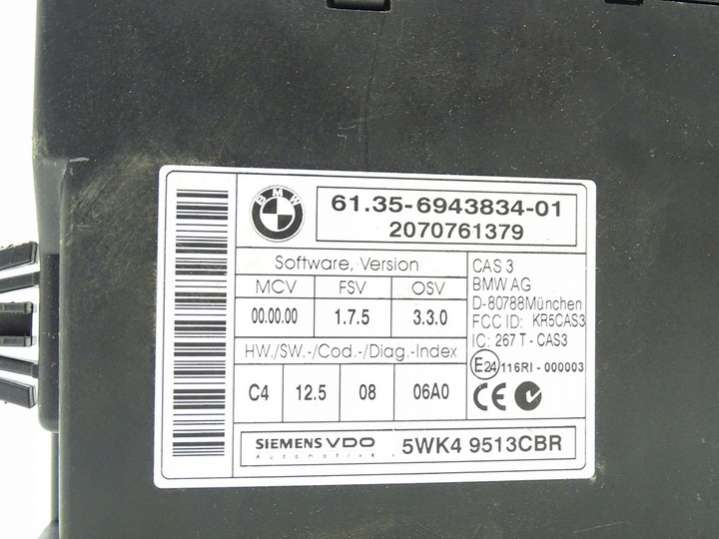 BMW
61.35-6943834-01
2070761379
Software, Version
MCV FSV OSV
00.00.00 1.7.5 3.3.0
HW./SW.-/Cod.-/Diag.-Index
C4 12.5 08 06A0
CAS 3
BMW AG
D-80788München
FCC ID: KR5CAS3
IC: 267 T - CAS3
E24 116RI - 000003
CE
SIEMENS VDO
Automotive
5WK4 9513CBR